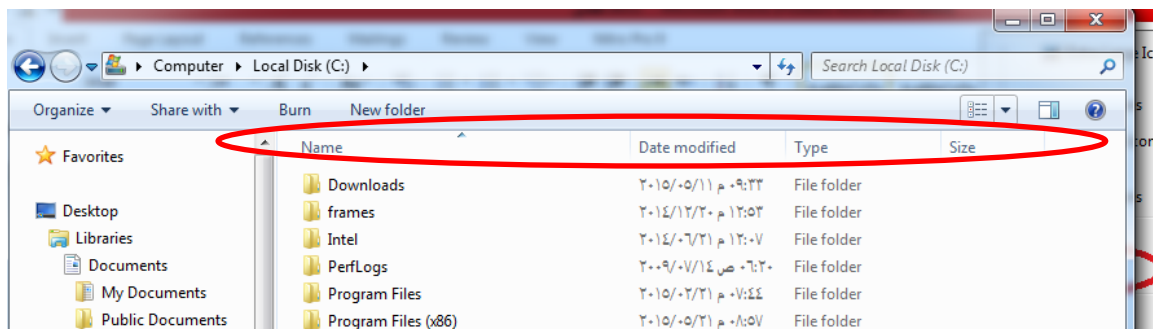 Computer Local Disk (C:) Search Local Disk (C:)
Organize Share with Burn New folder
Name Date modified Type Size
Favorites
Desktop
Libraries
Documents
My Documents
Public Documents
Downloads ٢٠١٥/٠٥/١١ م ٠٩:٣٣ File folder
frames ٢٠١٤/١٢/٢٠ م ١٢:٥٣ File folder
Intel ٢٠١٤/٠٦/٢١ م ١٢:٠٧ File folder
PerfLogs ٢٠٠٩/٠٧/١٤ ص ٠٦:٢٠ File folder
Program Files ٢٠١٥/٠٢/٢١ م ٠٧:٤٤ File folder
Program Files (x86) ٢٠١٥/٠٥/٢١ م ٠٨:٥٧ File folder